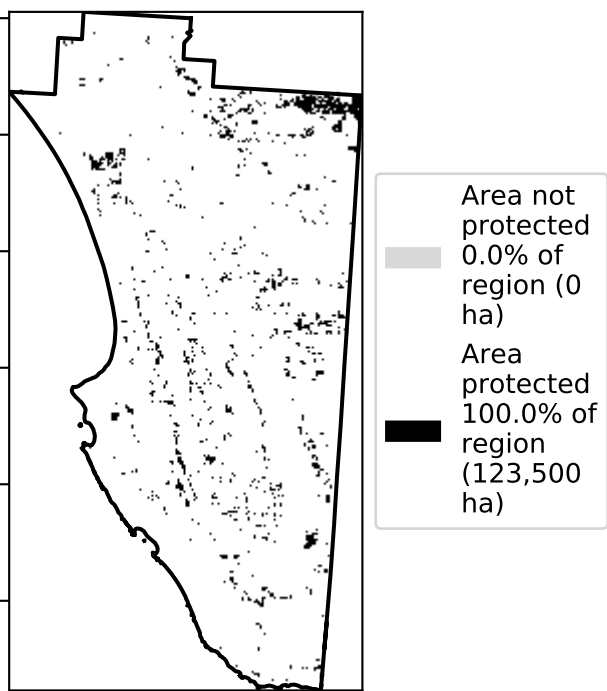 Area not
protected
0.0% of
region (0
ha)
Area
protected
100.0% of
region
(123,500
ha)